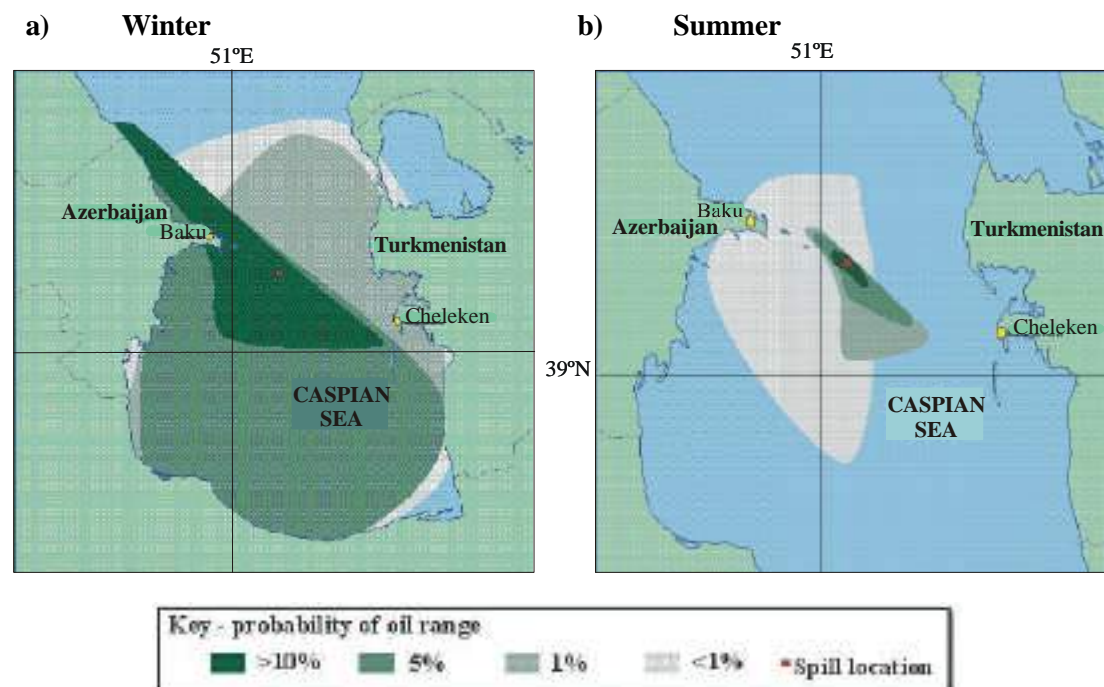 a) Winter
51ºE
Azerbaijan
Baku
Turkmenistan
Cheleken
CASPIAN
SEA
b) Summer
51ºE
Baku
Azerbaijan
Turkmenistan
Cheleken
39ºN
CASPIAN
SEA
Key - probability of oil range
>10% 5% 1% <1% Spill location